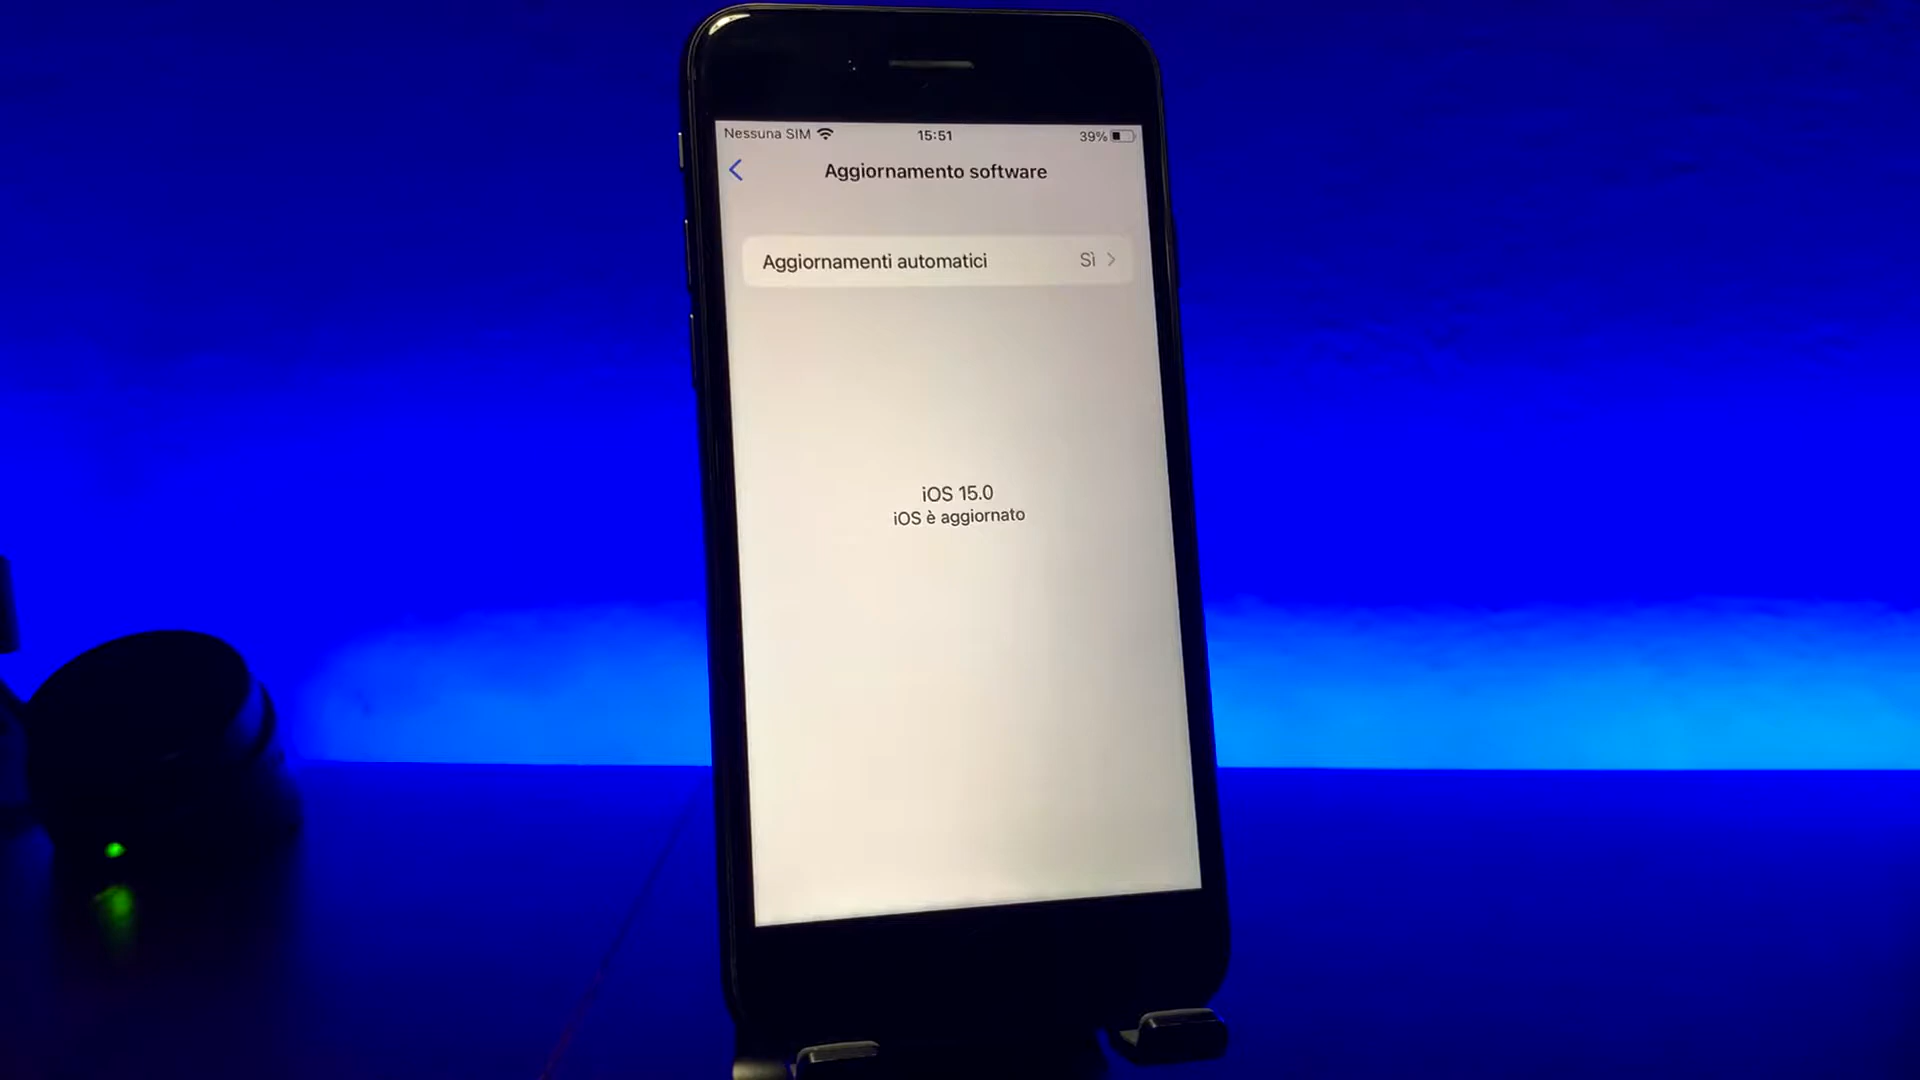 Nessuna SIM 15:51 39%
Aggiornamento software
Aggiornamenti automatici Sì
iOS 15.0
iOS è aggiornato